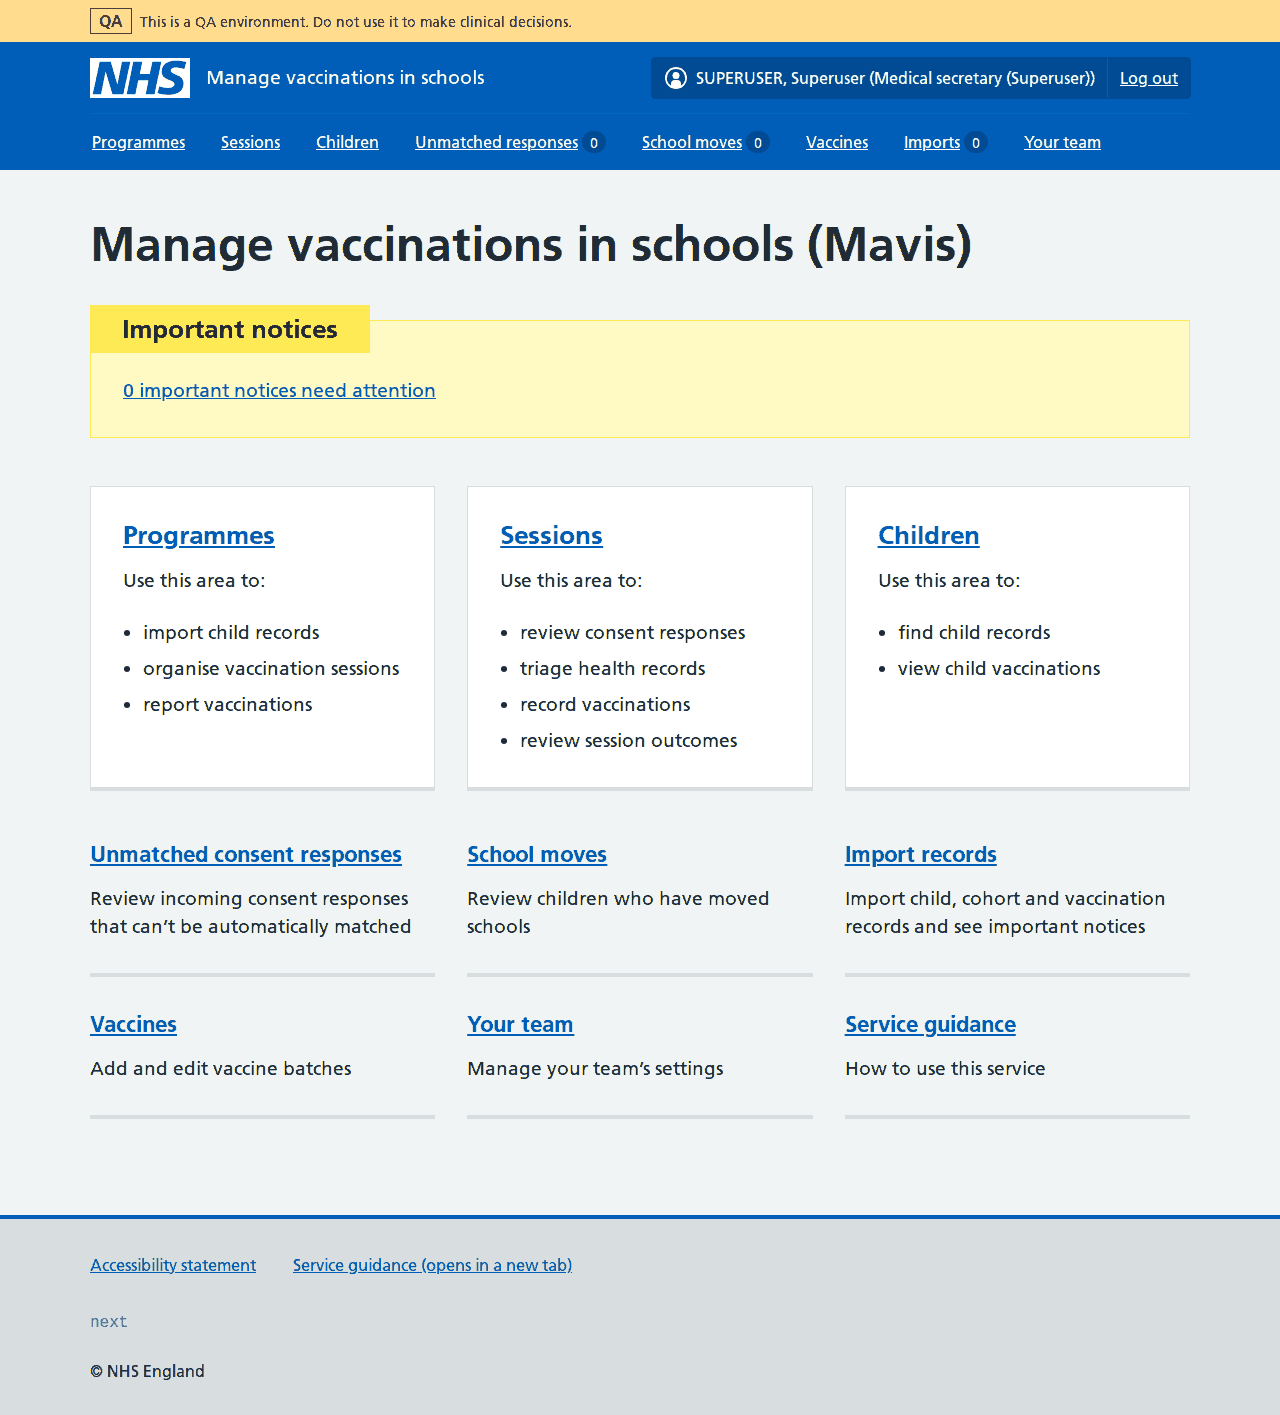 QA This is a QA environment. Do not use it to make clinical decisions.
NHS Manage vaccinations in schools SUPERUSER, Superuser (Medical secretary (Superuser)) Log out
Programmes Sessions Children Unmatched responses 0 School moves 0 Vaccines Imports 0 Your team
Manage vaccinations in schools (Mavis)
Important notices
0 important notices need attention
Programmes
Use this area to:
• import child records
• organise vaccination sessions
• report vaccinations
Sessions
Use this area to:
• review consent responses
• triage health records
• record vaccinations
• review session outcomes
Children
Use this area to:
• find child records
• view child vaccinations
Unmatched consent responses
Review incoming consent responses
that can’t be automatically matched
School moves
Review children who have moved
schools
Import records
Import child, cohort and vaccination
records and see important notices
Vaccines
Add and edit vaccine batches
Your team
Manage your team’s settings
Service guidance
How to use this service
Accessibility statement Service guidance (opens in a new tab)
next
© NHS England